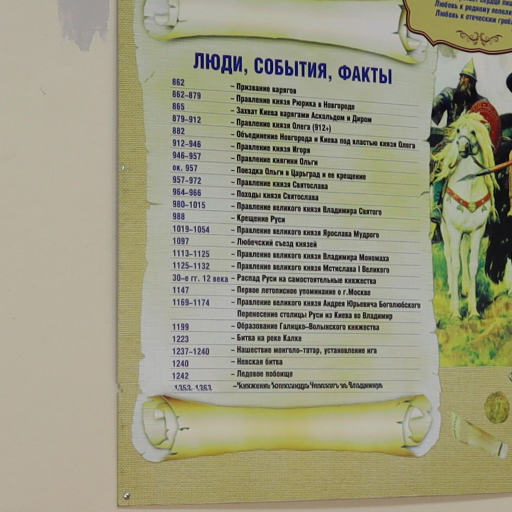 Любовь к родному пепелищу
Любовь к отеческим гробам
ЛЮДИ, СОБЫТИЯ, ФАКТЫ
862 – Призвание варягов
862–879 – Правление князя Рюрика в Новгороде
865 – Захват Киева варягами Аскольдом и Диром
879–912 – Правление князя Олега (912+)
882 – Объединение Новгорода и Киева под властью князя Олега
912–946 – Правление князя Игоря
946–957 – Правление княгини Ольги
ок. 957 – Поездка Ольги в Царьград и ее крещение
957–972 – Правление князя Святослава
964–966 – Походы князя Святослава
980–1015 – Правление великого князя Владимира Святого
988 – Крещение Руси
1019–1054 – Правление великого князя Ярослава Мудрого
1097 – Любечский съезд князей
1113–1125 – Правление великого князя Владимира Мономаха
1125–1132 – Правление великого князя Мстислава I Великого
30–е гг. 12 века – Распад Руси на самостоятельные княжества
1147 – Первое летописное упоминание о г.Москве
1169–1174 – Правление великого князя Андрея Юрьевича Боголюбского
Перенесение столицы Руси из Киева во Владимир
1199 – Образование Галицко–Волынского княжества
1223 – Битва на реке Калке
1237–1240 – Нашествие монголо–татар, установление ига
1240 – Невская битва
1242 – Ледовое побоище